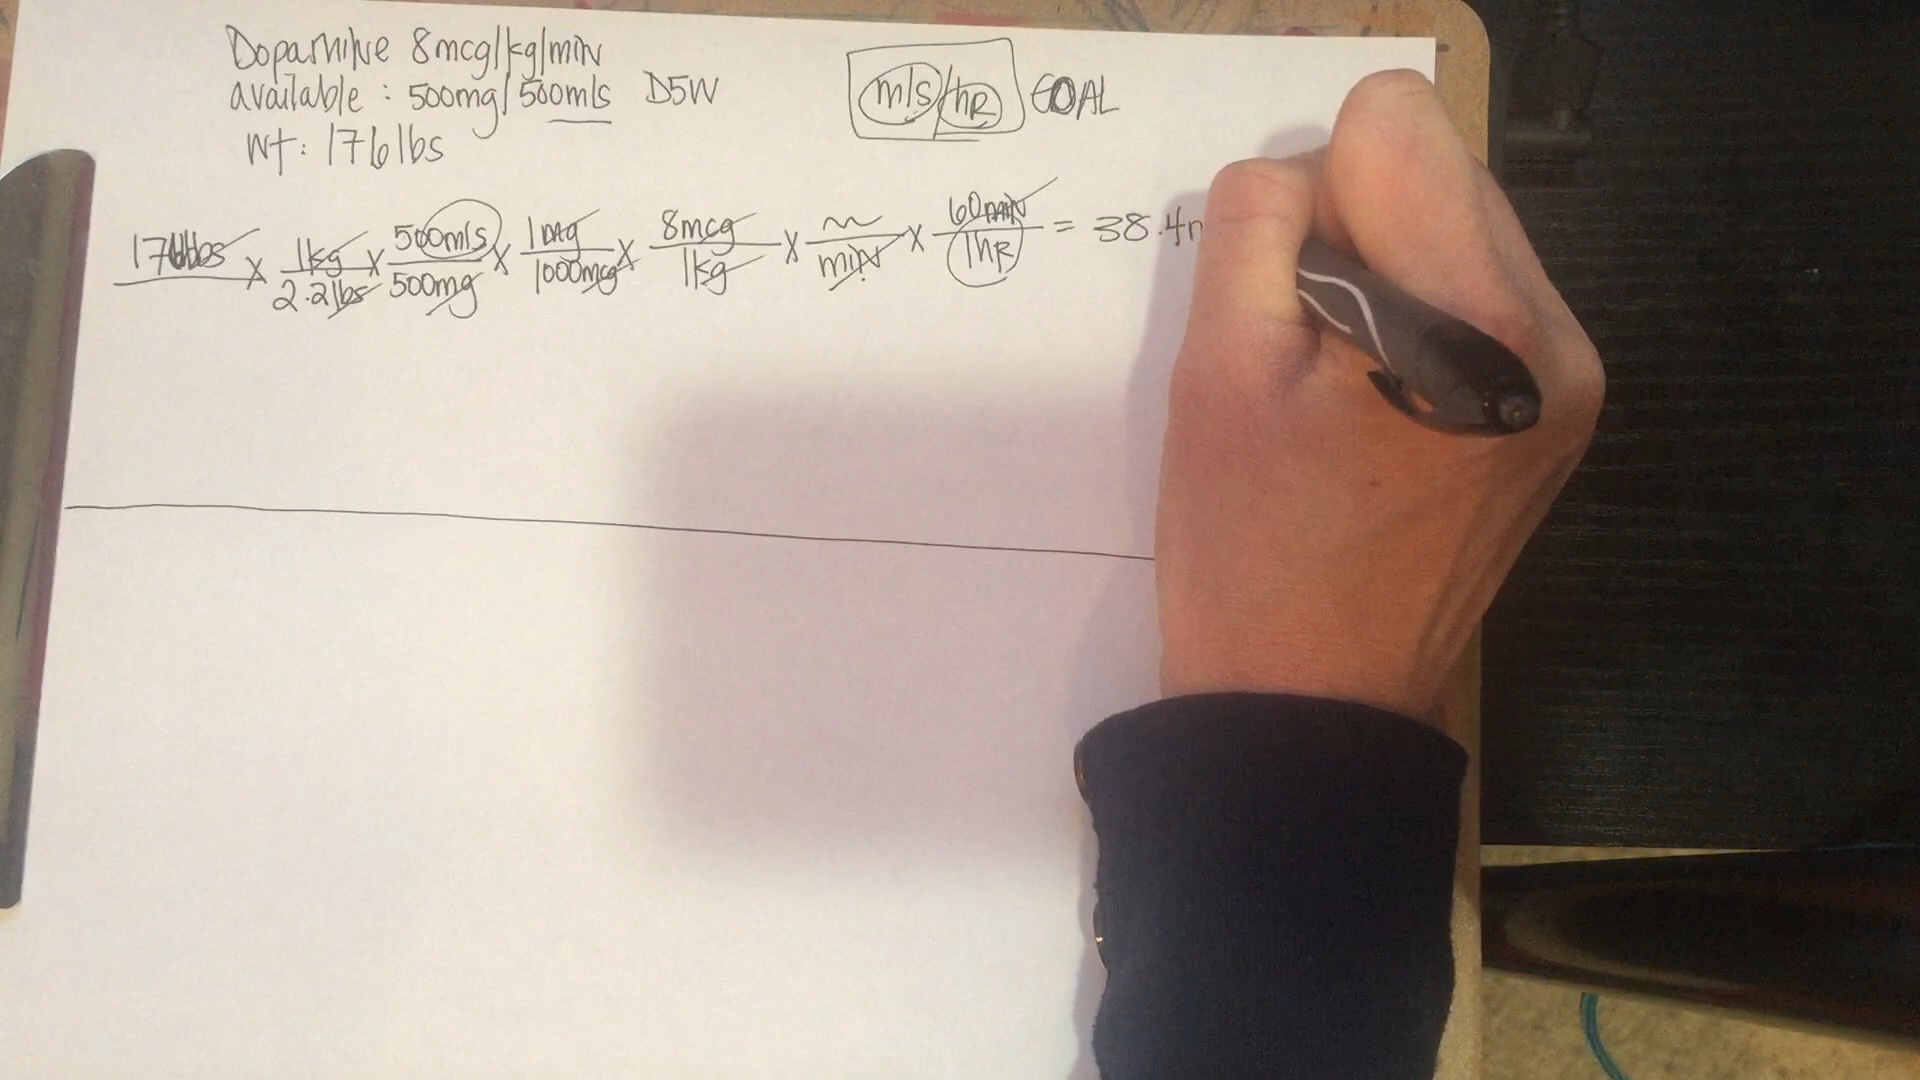 Dopamine 8mcg/kg/min
available : 500mg/500mls D5W
mls/hr GOAL
wt: 176lbs
176lbs x 1kg/2.2lbs x 500mls/500mg x 1mg/1000mcg x 8mcg/1kg x ~/min x 60min/1hr = 38.4m